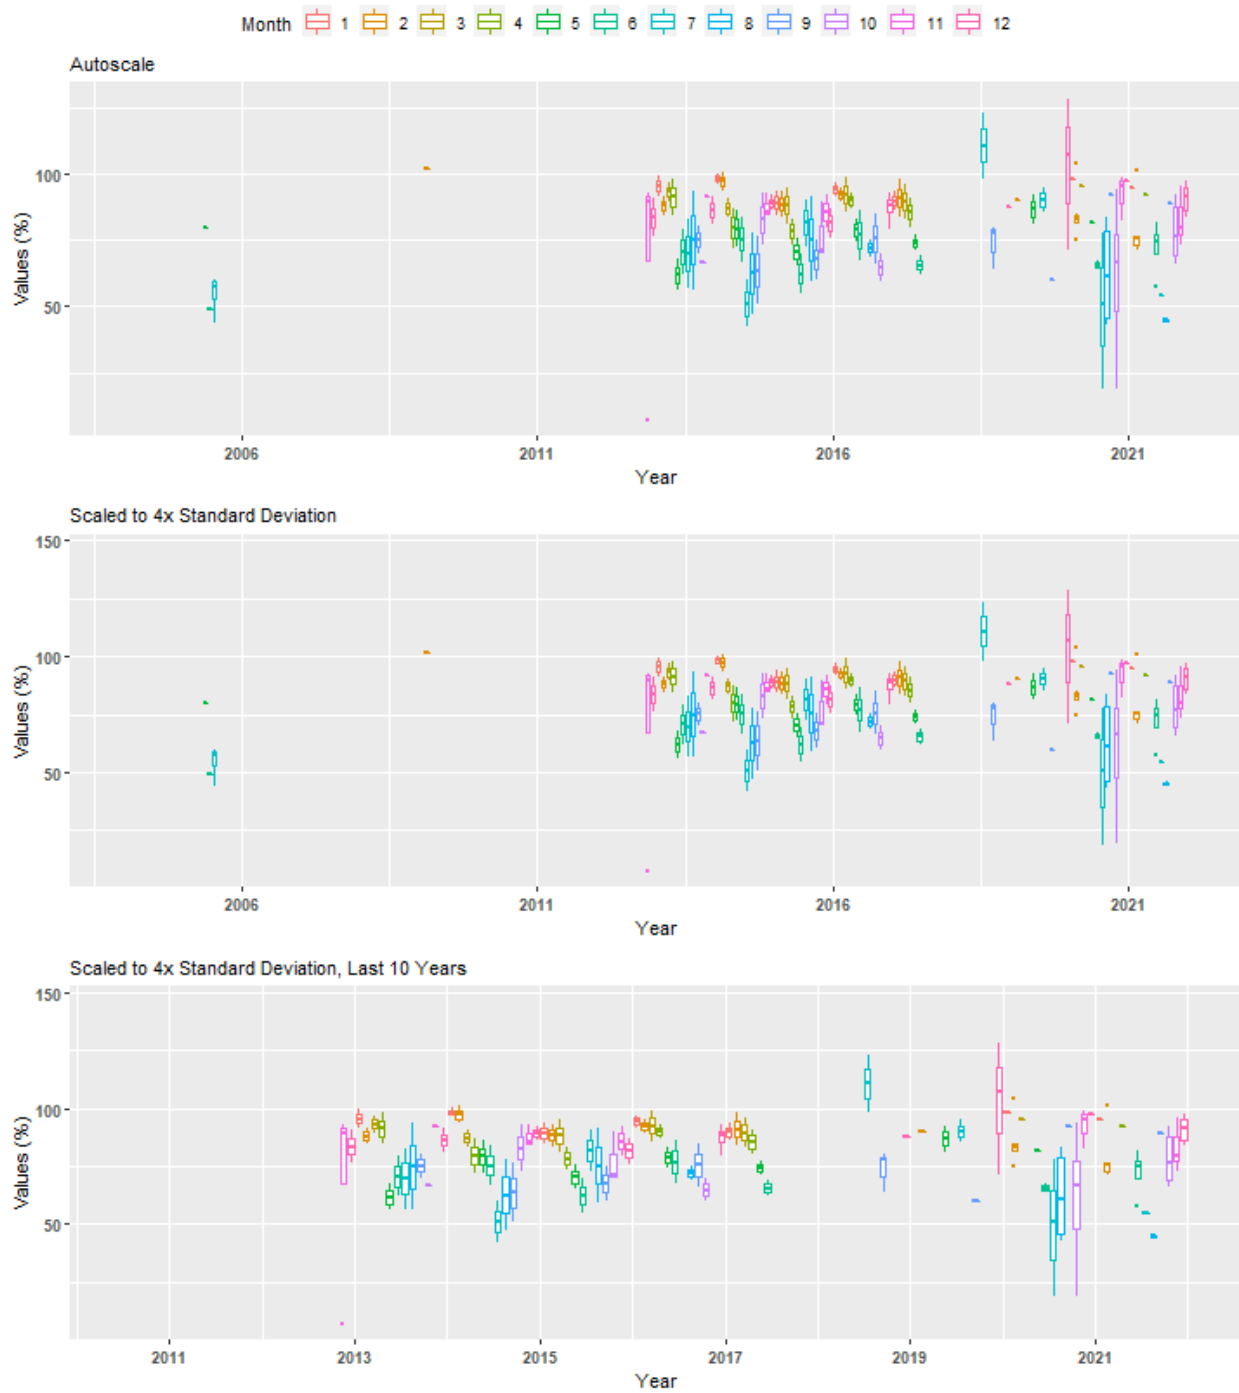 Month 1 2 3 4 5 6 7 8 9 10 11 12
Autoscale
100
50
Values (%)
2006 2011 2016 2021
Year
Scaled to 4x Standard Deviation
150
100
50
Values (%)
2006 2011 2016 2021
Year
Scaled to 4x Standard Deviation, Last 10 Years
150
100
50
Values (%)
2011 2013 2015 2017 2019 2021
Year